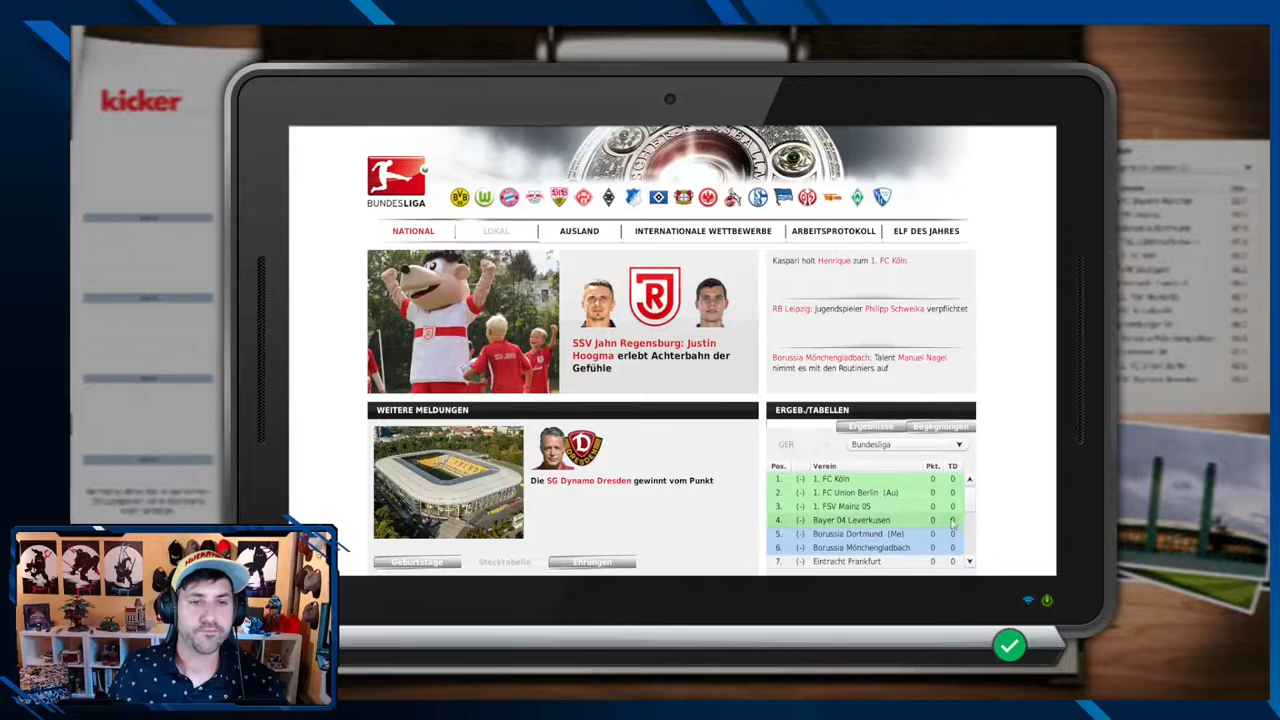 kicker
BUNDESLIGA
NATIONAL
LOKAL
AUSLAND
INTERNATIONALE WETTBEWERBE
ARBEITSPROTOKOLL
ELF DES JAHRES
SSV Jahn Regensburg: Justin
Hoogma erlebt Achterbahn der
Gefühle
Kaspari holt Henrique zum 1. FC Köln
RB Leipzig: Jugendspieler Philipp Schweika verpflichtet
Borussia Mönchengladbach: Talent Manuel Nagel
nimmt es mit den Routiniers auf
WEITERE MELDUNGEN
DRESDEN
Die SG Dynamo Dresden gewinnt vom Punkt
Geburtstage
Stecktabelle
Ehrungen
ERGEB./TABELLEN
Ergebnisse
Begegnungen
GER
Bundesliga
Pos. Verein Pkt. TD
1. (-) 1. FC Köln 0 0
2. (-) 1. FC Union Berlin (Au) 0 0
3. (-) 1. FSV Mainz 05 0 0
4. (-) Bayer 04 Leverkusen 0 0
5. (-) Borussia Dortmund (Me) 0 0
6. (-) Borussia Mönchengladbach 0 0
7. (-) Eintracht Frankfurt 0 0